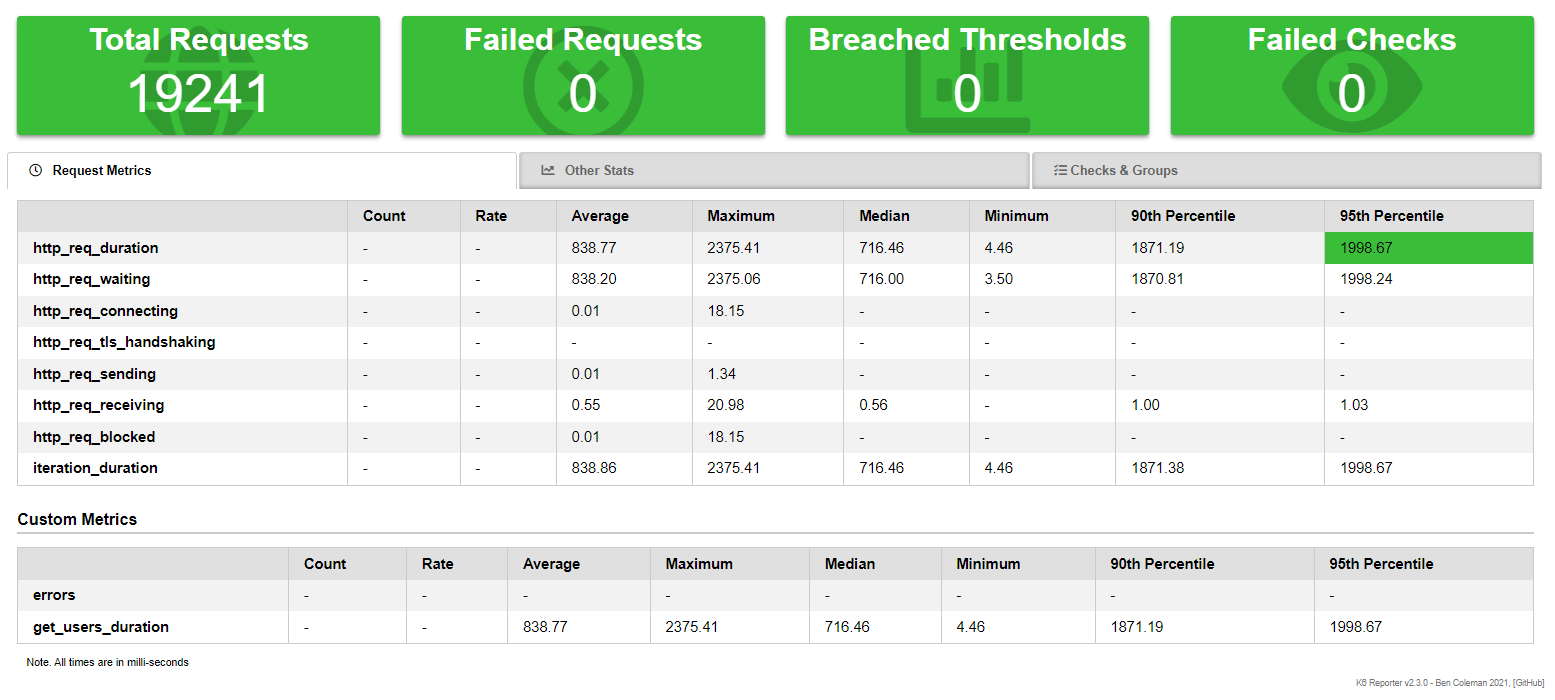 Total Requests Failed Requests Breached Thresholds Failed Checks
19241 0 0 0
Request Metrics Other Stats Checks & Groups
Count Rate Average Maximum Median Minimum 90th Percentile 95th Percentile
http_req_duration - - 838.77 2375.41 716.46 4.46 1871.19 1998.67
http_req_waiting - - 838.20 2375.06 716.00 3.50 1870.81 1998.24
http_req_connecting - - 0.01 18.15 - - - -
http_req_tls_handshaking - - - - - - - -
http_req_sending - - 0.01 1.34 - - - -
http_req_receiving - - 0.55 20.98 0.56 - 1.00 1.03
http_req_blocked - - 0.01 18.15 - - - -
iteration_duration - - 838.86 2375.41 716.46 4.46 1871.38 1998.67
Custom Metrics
Count Rate Average Maximum Median Minimum 90th Percentile 95th Percentile
errors - - - - - - - -
get_users_duration - - 838.77 2375.41 716.46 4.46 1871.19 1998.67
Note. All times are in milli-seconds
K6 Reporter v2.3.0 - Ben Coleman 2021, [GitHub]